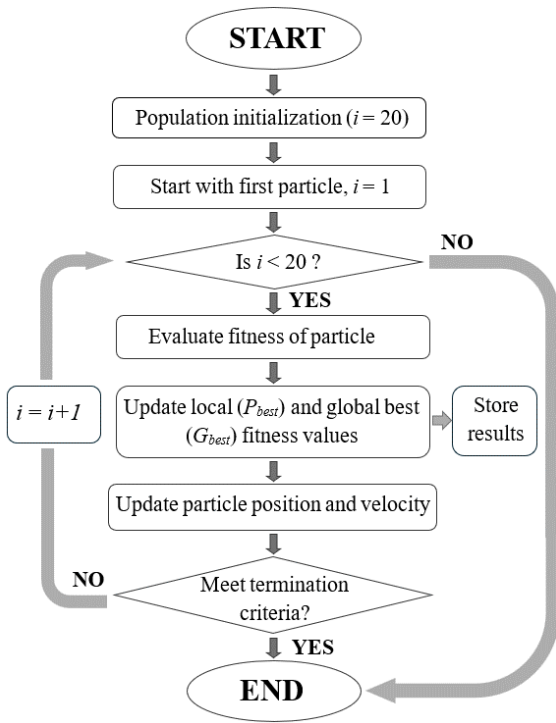 START
Population initialization (i = 20)
Start with first particle, i = 1
Is i < 20 ?
NO
YES
Evaluate fitness of particle
i = i+1
Update local (Pbest) and global best
(Gbest) fitness values
Store
results
Update particle position and velocity
NO
Meet termination
criteria?
YES
END